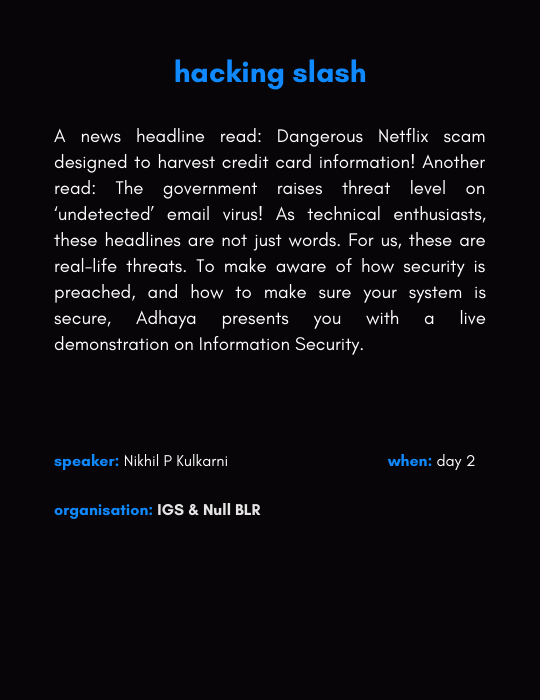 hacking slash
A news headline read: Dangerous Netflix scam
designed to harvest credit card information! Another
read: The government raises threat level on
‘undetected’ email virus! As technical enthusiasts,
these headlines are not just words. For us, these are
real-life threats. To make aware of how security is
preached, and how to make sure your system is
secure, Adhaya presents you with a live
demonstration on Information Security.
speaker: Nikhil P Kulkarni when: day 2
organisation: IGS & Null BLR